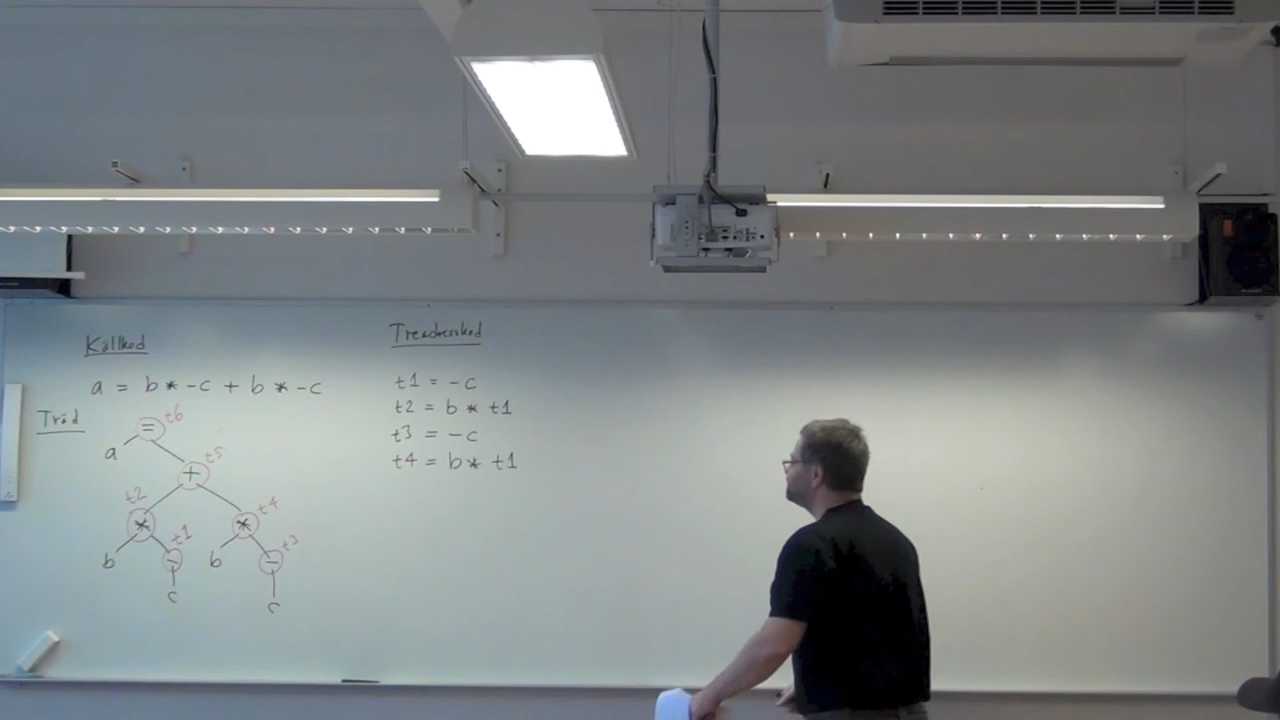 Källkod
a = b * -c + b * -c
Träd
= t6
a
+ t5
t2 t4
* *
t1 t3
b - b -
c c
Treadresskod
t1 = -c
t2 = b * t1
t3 = -c
t4 = b * t1